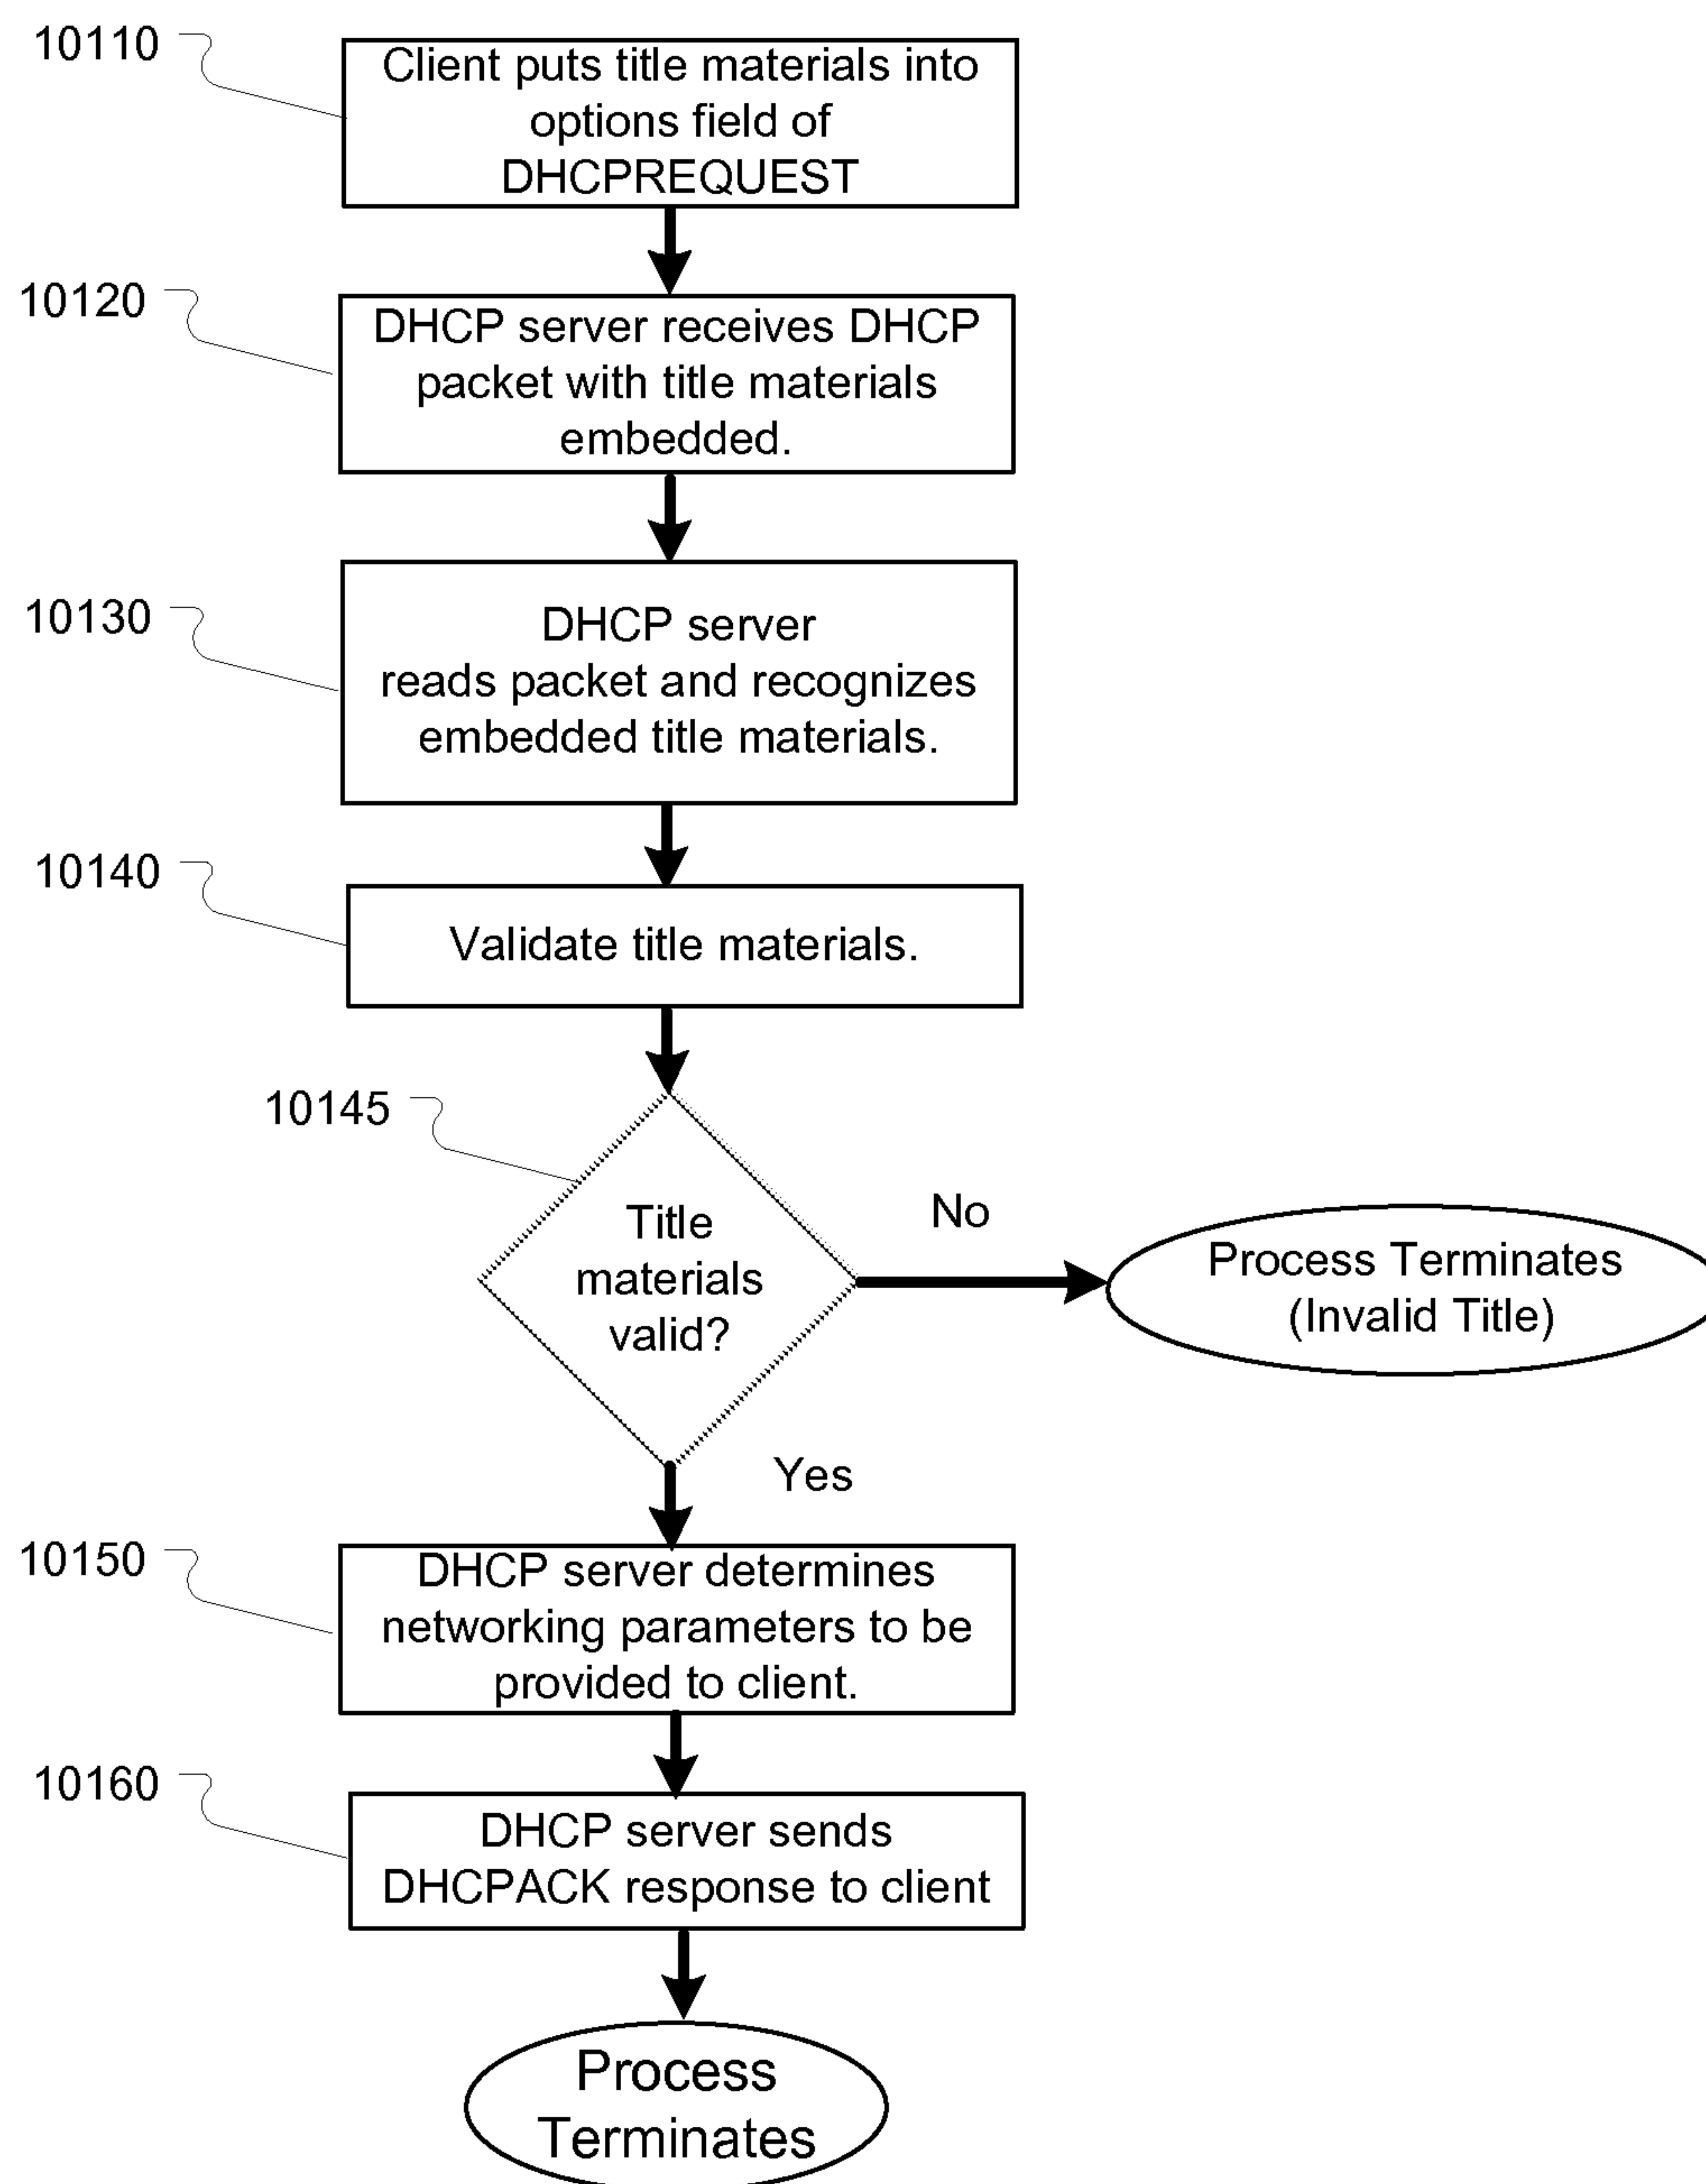 10110
Client puts title materials into
options field of
DHCPREQUEST
10120
DHCP server receives DHCP
packet with title materials
embedded.
10130
DHCP server
reads packet and recognizes
embedded title materials.
10140
Validate title materials.
10145
Title
materials
valid?
No
Process Terminates
(Invalid Title)
Yes
10150
DHCP server determines
networking parameters to be
provided to client.
10160
DHCP server sends
DHCPACK response to client
Process
Terminates